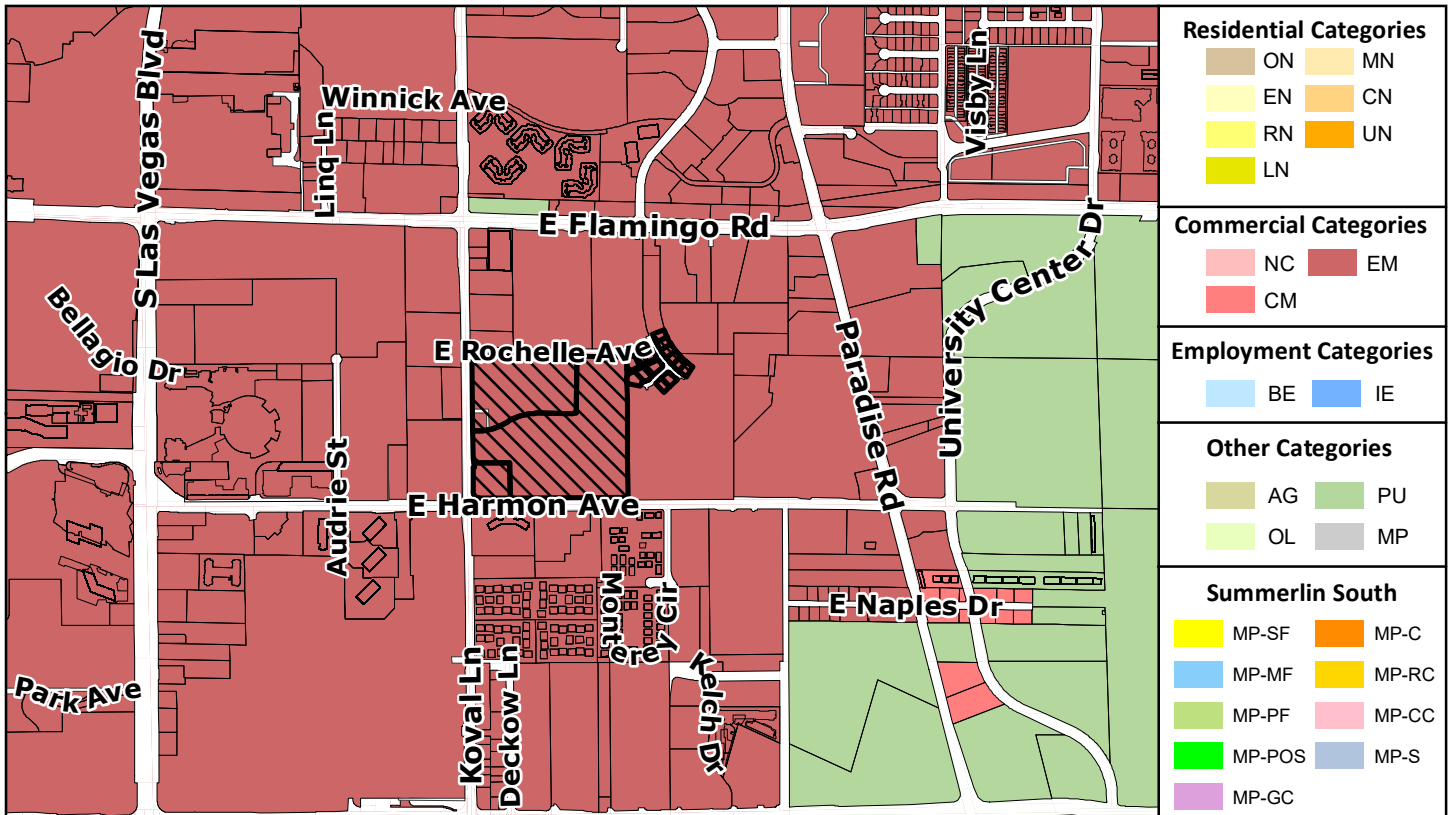 S Las Vegas Blvd
Winnick Ave
Linq Ln
Visby Ln
E Flamingo Rd
University Center Dr
Bellagio Dr
E Rochelle Ave
Paradise Rd
Audrie St
E Harmon Ave
Monterey Cir
E Naples Dr
Park Ave
Koval Ln
Deckow Ln
Kelch Dr
Residential Categories
ON MN
EN CN
RN UN
LN
Commercial Categories
NC EM
CM
Employment Categories
BE IE
Other Categories
AG PU
OL MP
Summerlin South
MP-SF MP-C
MP-MF MP-RC
MP-PF MP-CC
MP-POS MP-S
MP-GC